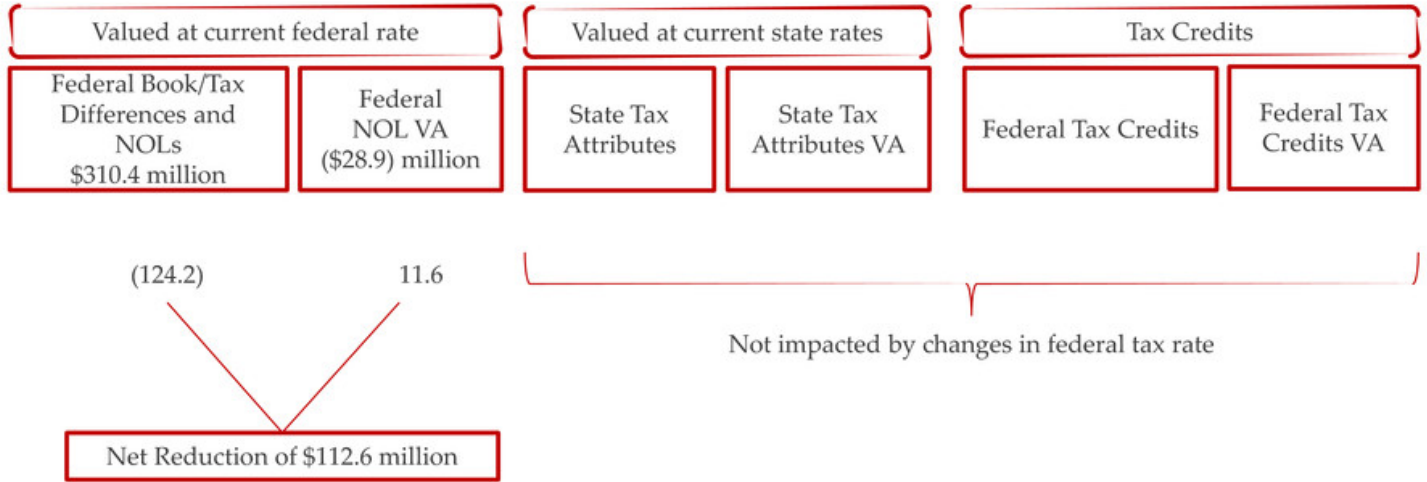 Valued at current federal rate
Valued at current state rates
Tax Credits
Federal Book/Tax
Differences and
NOLs
$310.4 million
Federal
NOL VA
($28.9) million
State Tax
Attributes
State Tax
Attributes VA
Federal Tax Credits
Federal Tax
Credits VA
(124.2)
11.6
Not impacted by changes in federal tax rate
Net Reduction of $112.6 million